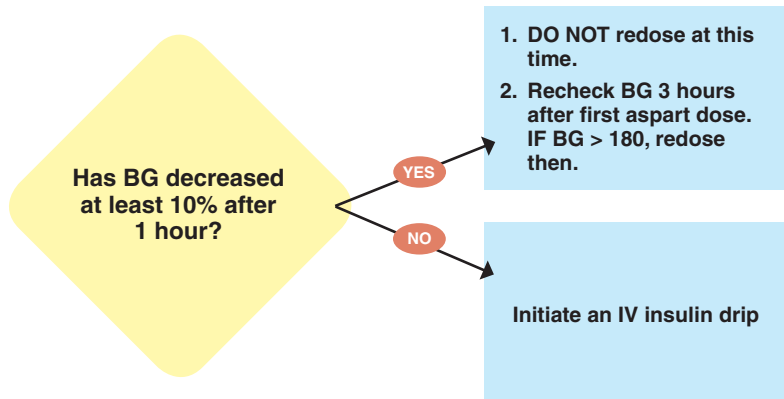 Has BG decreased
at least 10% after
1 hour?
YES
1. DO NOT redose at this
time.
2. Recheck BG 3 hours
after first aspart dose.
IF BG > 180, redose
then.
NO
Initiate an IV insulin drip